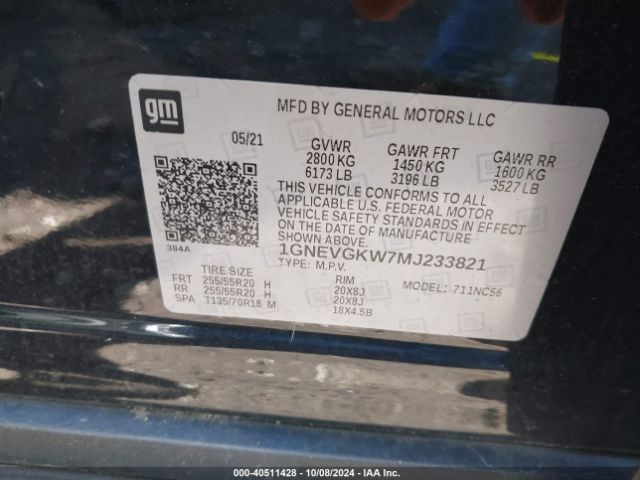 gm
MFD BY GENERAL MOTORS LLC
05/21
GVWR GAWR FRT GAWR RR
2800 KG 1450 KG 1600 KG
6173 LB 3196 LB 3527 LB
THIS VEHICLE CONFORMS TO ALL
APPLICABLE U.S. FEDERAL MOTOR
VEHICLE SAFETY STANDARDS IN EFFECT
ON THE DATE OF MANUFACTURE
SHOWN ABOVE.
384A
1GNEVGKW7MJ233821
TYPE: M.P.V. MODEL: 711NC56
TIRE SIZE RIM
FRT 255/55R20 H 20X8J
RR 255/55R20 H 20X8J
SPA T135/70R18 M 18X4.5B
000-40511428 - 10/08/2024 - IAA Inc.